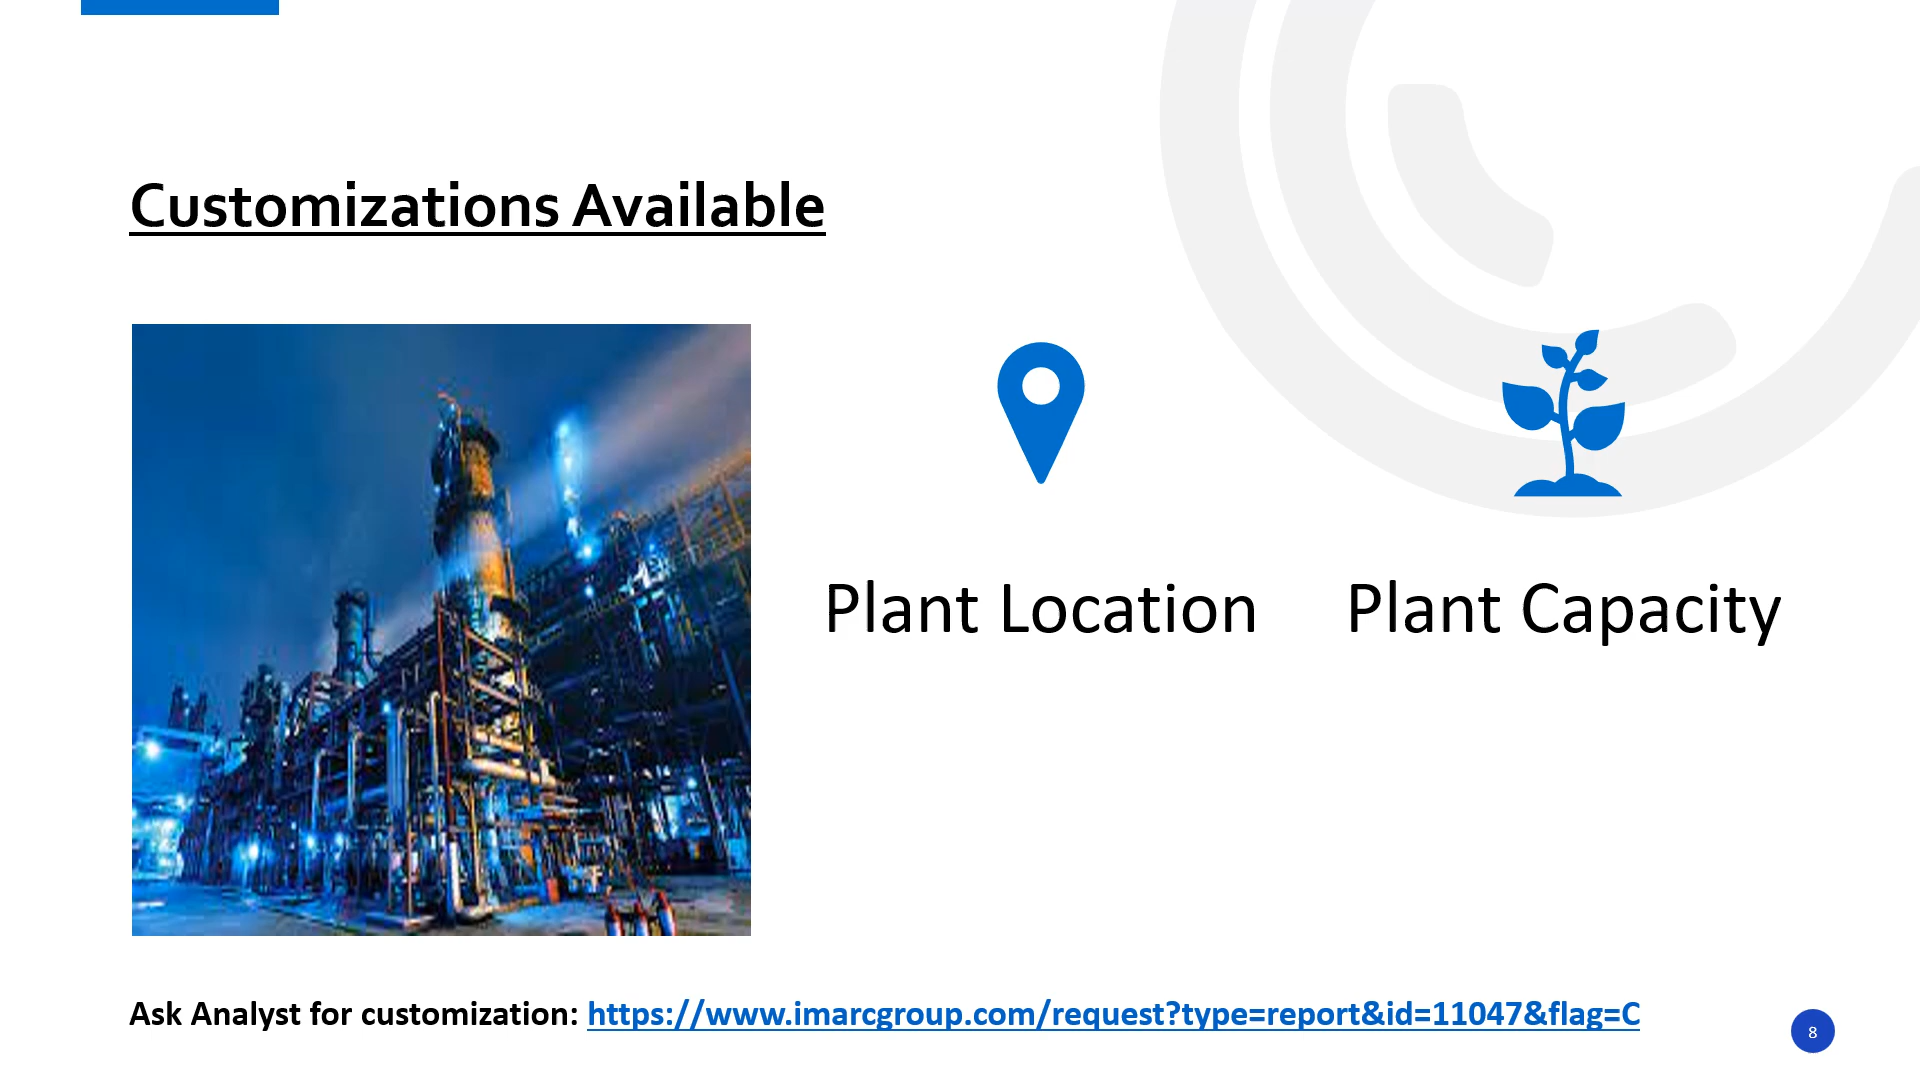 Customizations Available
Plant Location
Plant Capacity
Ask Analyst for customization: https://www.imarcgroup.com/request?type=report&id=11047&flag=C
8